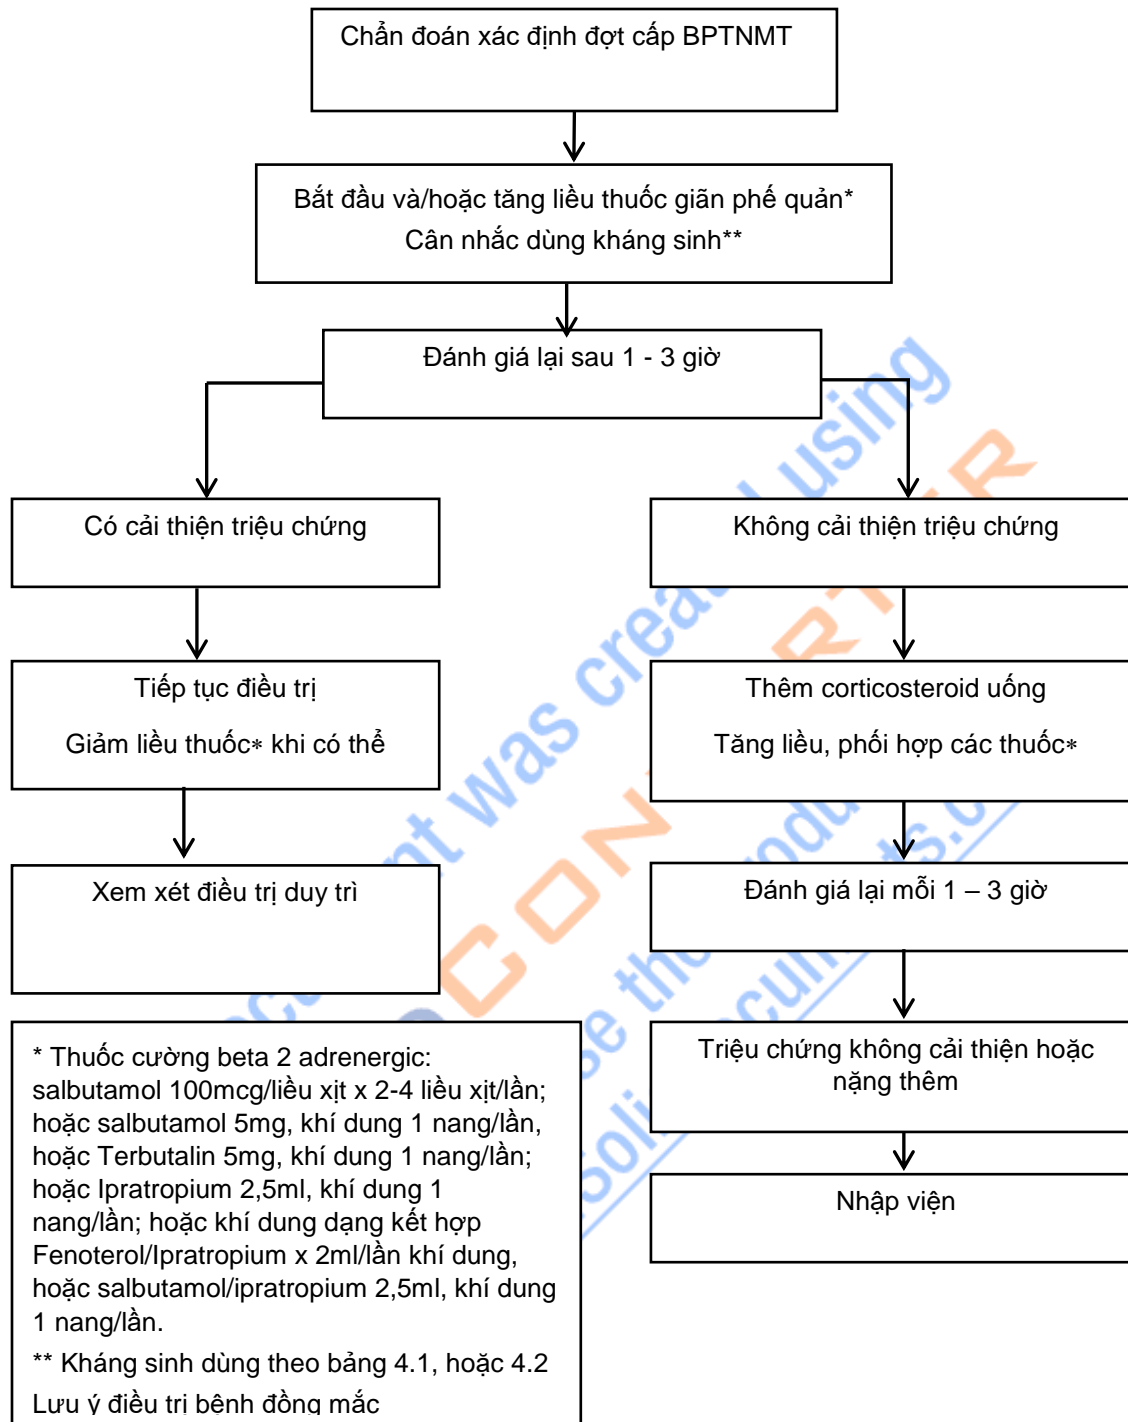 Chẩn đoán xác định đợt cấp BPTNMT
Bắt đầu và/hoặc tăng liều thuốc giãn phế quản*
Cân nhắc dùng kháng sinh**
Đánh giá lại sau 1 - 3 giờ
Có cải thiện triệu chứng
Không cải thiện triệu chứng
Tiếp tục điều trị
Giảm liều thuốc* khi có thể
Thêm corticosteroid uống
Tăng liều, phối hợp các thuốc*
Xem xét điều trị duy trì
Đánh giá lại mỗi 1 – 3 giờ
Triệu chứng không cải thiện hoặc
nặng thêm
Nhập viện
* Thuốc cường beta 2 adrenergic:
salbutamol 100mcg/liều xịt x 2-4 liều xịt/lần;
hoặc salbutamol 5mg, khí dung 1 nang/lần,
hoặc Terbutalin 5mg, khí dung 1 nang/lần;
hoặc Ipratropium 2,5ml, khí dung 1
nang/lần; hoặc khí dung dạng kết hợp
Fenoterol/Ipratropium x 2ml/lần khí dung,
hoặc salbutamol/ipratropium 2,5ml, khí dung
1 nang/lần.
** Kháng sinh dùng theo bảng 4.1, hoặc 4.2
Lưu ý điều trị bệnh đồng mắc
was created using